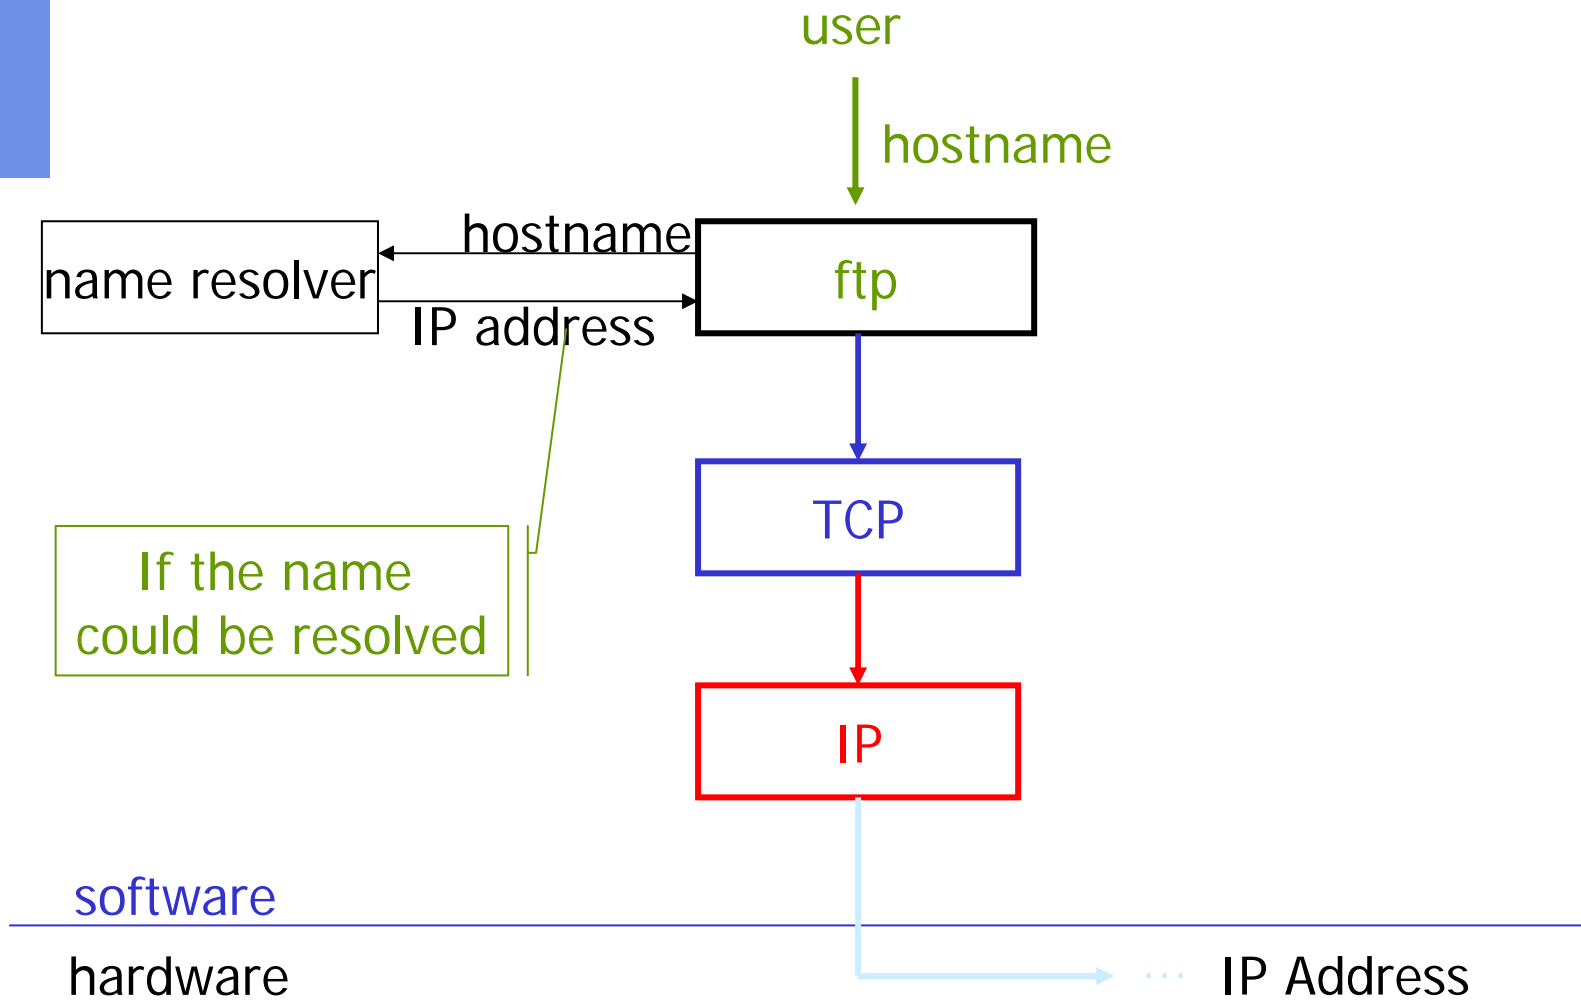 user
hostname
hostname
name resolver
ftp
IP address
TCP
If the name
could be resolved
IP
software
hardware
··· IP Address